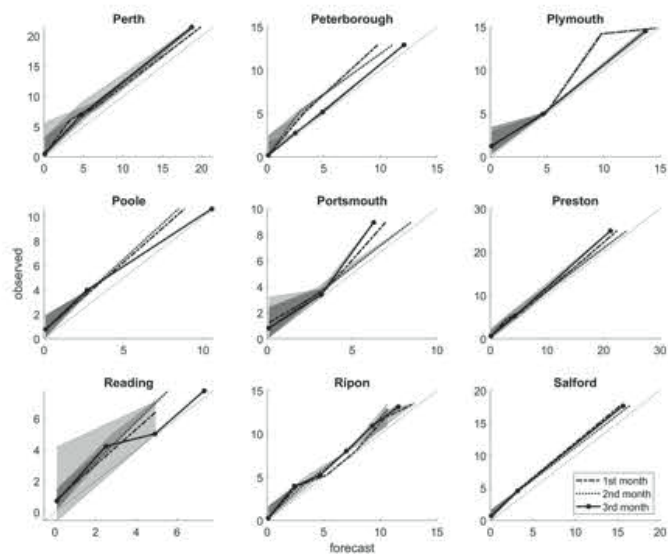 Perth
20
15
10
5
0
0 5 10 15 20
Peterborough
15
10
5
0
0 5 10 15
Plymouth
15
10
5
0
0 5 10 15
Poole
10
8
6
4
2
0
0 5 10
Portsmouth
10
8
6
4
2
0
0 5 10
Preston
30
20
10
0
0 10 20 30
Reading
6
4
2
0
0 2 4 6
Ripon
15
10
5
0
0 5 10 15
Salford
20
15
10
5
0
0 5 10 15 20
1st month
2nd month
3rd month
observed
forecast